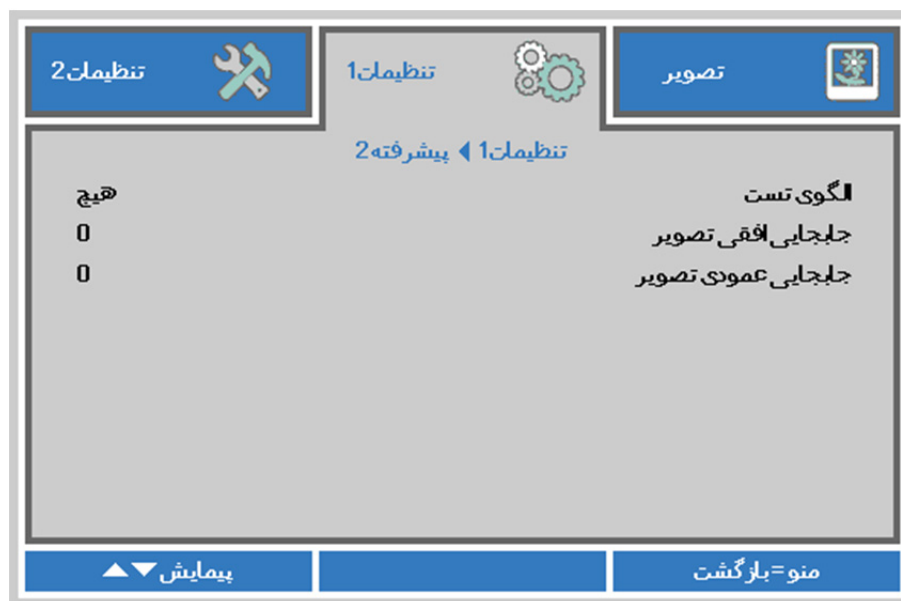 تصویر
تنظیمات1
تنظیمات2
تنظیمات1 ▶ پیشرفته2
الگوی تست هیچ
جابجایی افقی تصویر 0
جابجایی عمودی تصویر 0
منو=بازگشت
پیمایش▼▲